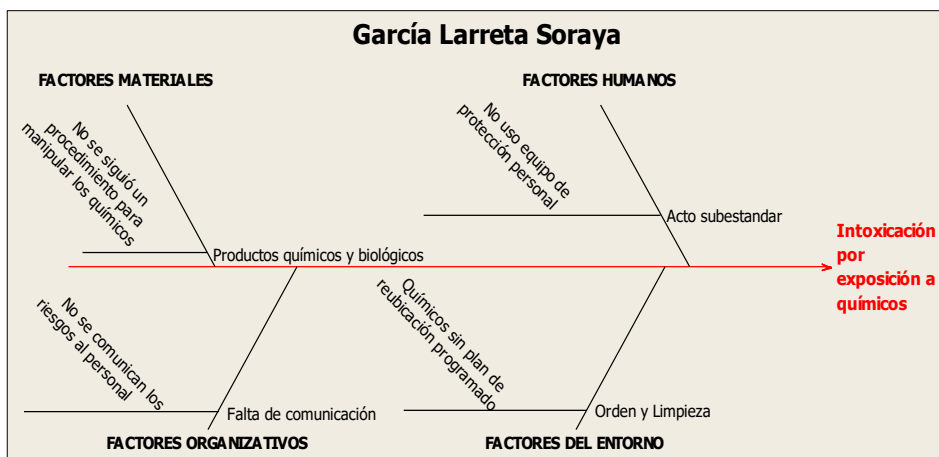 García Larreta Soraya
FACTORES MATERIALES
FACTORES HUMANOS
No se siguió un
procedimiento para
manipular los químicos
No uso equipo de
protección personal
Productos químicos y biológicos
Acto subestandar
Intoxicación
por
exposición a
químicos
No se comunican los
riesgos al personal
Químicos sin plan de
reubicación programado
Falta de comunicación
Orden y Limpieza
FACTORES ORGANIZATIVOS
FACTORES DEL ENTORNO